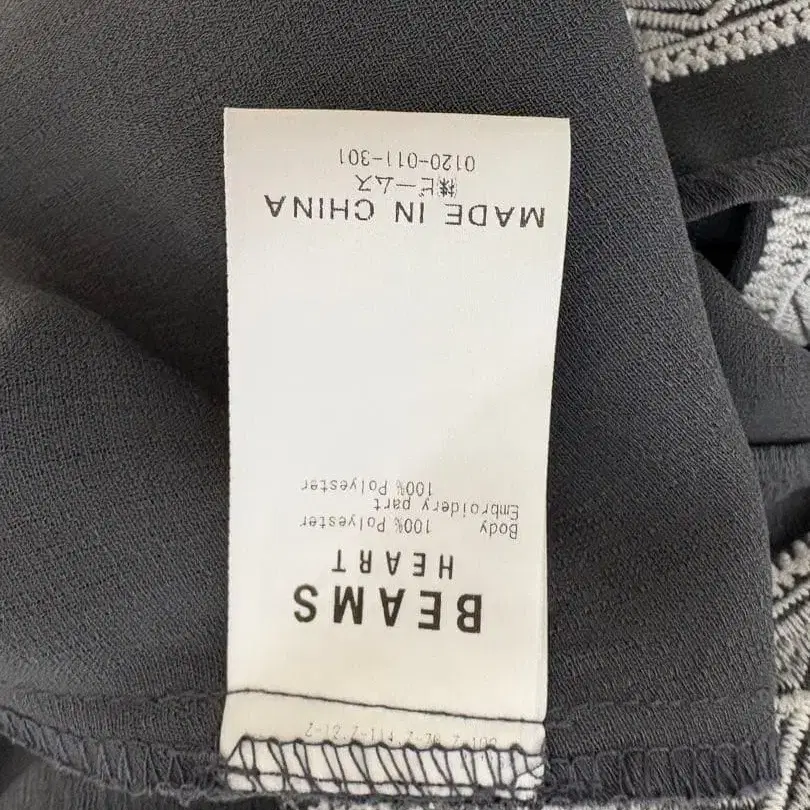 BEAMS
HEART
Body 100% Polyester
Embroidery part
100% Polyester
MADE IN CHINA
㈱ビームス
0120-011-301